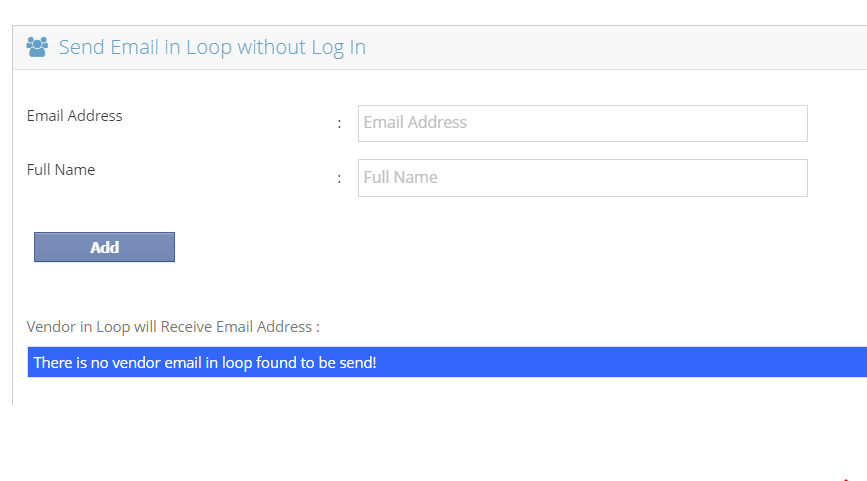 Send Email in Loop without Log In
Email Address : Email Address
Full Name : Full Name
Add
Vendor in Loop will Receive Email Address :
There is no vendor email in loop found to be send!